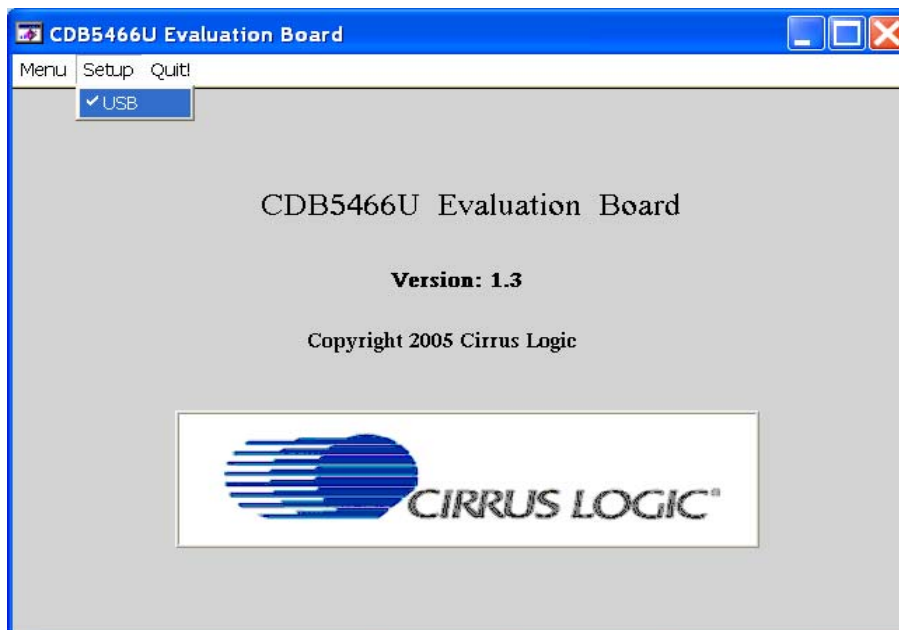 CDB5466U Evaluation Board
Menu Setup Quit!
USB
CDB5466U Evaluation Board
Version: 1.3
Copyright 2005 Cirrus Logic
CIRRUS LOGIC®